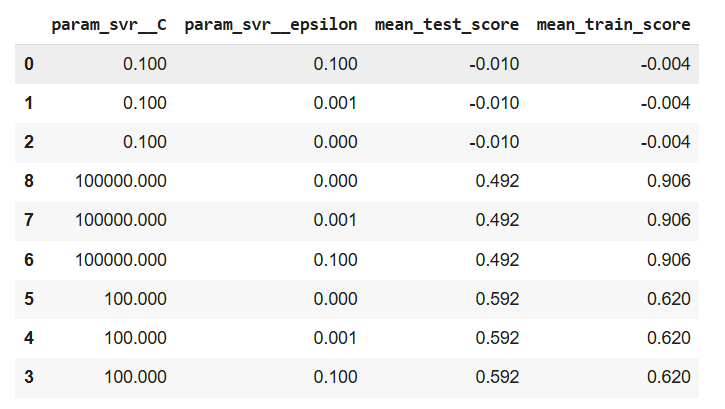 param_svr__C param_svr__epsilon mean_test_score mean_train_score
0 0.100 0.100 -0.010 -0.004
1 0.100 0.001 -0.010 -0.004
2 0.100 0.000 -0.010 -0.004
8 100000.000 0.000 0.492 0.906
7 100000.000 0.001 0.492 0.906
6 100000.000 0.100 0.492 0.906
5 100.000 0.000 0.592 0.620
4 100.000 0.001 0.592 0.620
3 100.000 0.100 0.592 0.620